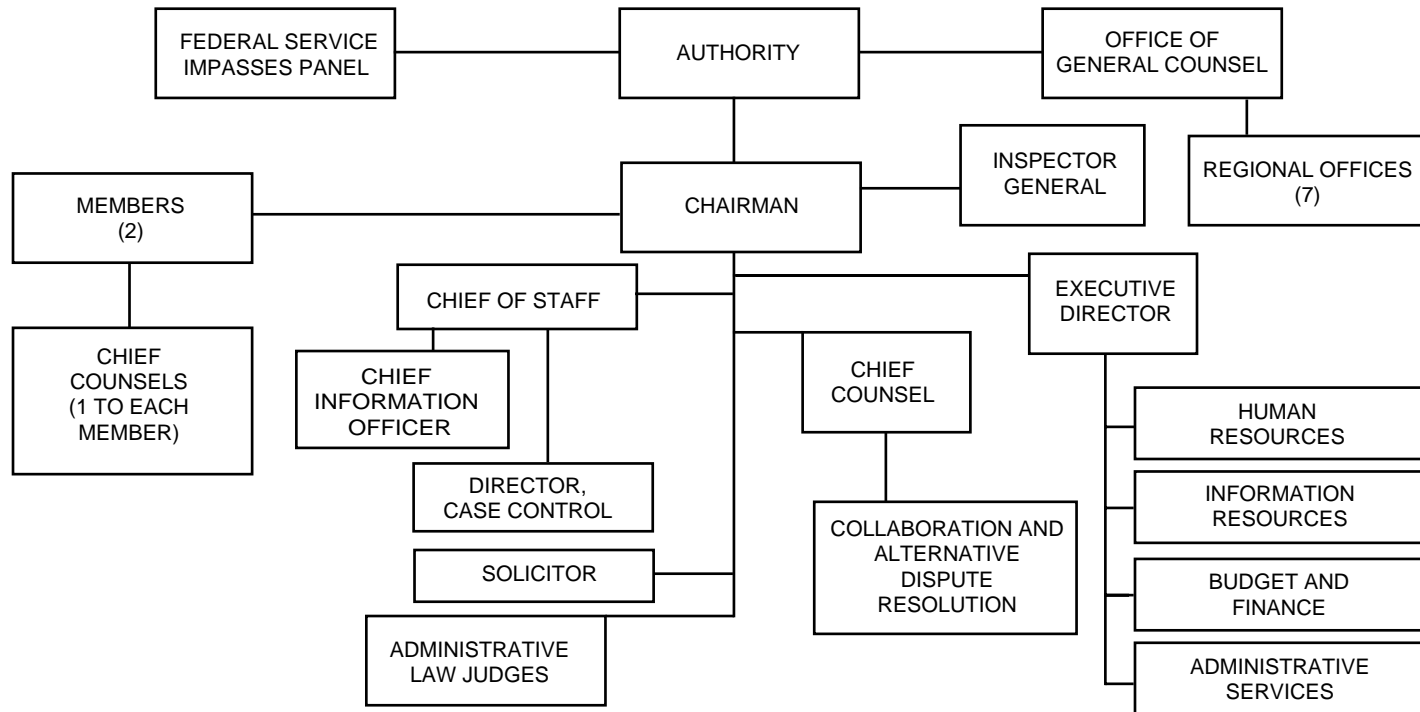 FEDERAL SERVICE
IMPASSES PANEL
AUTHORITY
OFFICE OF
GENERAL COUNSEL
MEMBERS
(2)
CHAIRMAN
INSPECTOR
GENERAL
REGIONAL OFFICES
(7)
CHIEF
COUNSELS
(1 TO EACH
MEMBER)
CHIEF OF STAFF
EXECUTIVE
DIRECTOR
CHIEF
INFORMATION
OFFICER
CHIEF
COUNSEL
DIRECTOR,
CASE CONTROL
COLLABORATION AND
ALTERNATIVE
DISPUTE
RESOLUTION
HUMAN
RESOURCES
INFORMATION
RESOURCES
SOLICITOR
BUDGET AND
FINANCE
ADMINISTRATIVE
LAW JUDGES
ADMINISTRATIVE
SERVICES